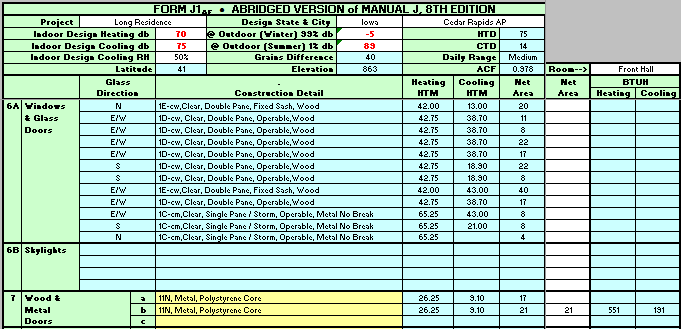 FORM J1AF • ABRIDGED VERSION of MANUAL J, 8TH EDITION
Project Long Residence Design State & City Iowa Cedar Rapids AP
Indoor Design Heating db 70 @ Outdoor (Winter) 99% db -5 HTD 75
Indoor Design Cooling db 75 @ Outdoor (Summer) 1% db 89 CTD 14
Indoor Design Cooling RH 50% Grains Difference 40 Daily Range Medium
Latitude 41 Elevation 863 ACF 0.978 Room--> Front Hall
Glass Direction Construction Detail Heating HTM Cooling HTM Net Area Net Area BTUH Heating Cooling
6A Windows N 1E-cw,Clear, Double Pane, Fixed Sash, Wood 42.00 13.00 20
& Glass E/W 1D-cw, Clear, Double Pane, Operable,Wood 42.75 38.70 11
Doors E/W 1D-cw, Clear, Double Pane, Operable,Wood 42.75 38.70 8
E/W 1D-cw, Clear, Double Pane, Operable,Wood 42.75 38.70 22
E/W 1D-cw, Clear, Double Pane, Operable,Wood 42.75 38.70 17
S 1D-cw, Clear, Double Pane, Operable,Wood 42.75 18.90 22
S 1D-cw, Clear, Double Pane, Operable,Wood 42.75 18.90 8
E/W 1E-cw,Clear, Double Pane, Fixed Sash, Wood 42.00 43.00 40
E/W 1D-cw, Clear, Double Pane, Operable,Wood 42.75 38.70 17
E/W 1C-cm,Clear, Single Pane / Storm, Operable, Metal No Break 65.25 43.00 8
S 1C-cm,Clear, Single Pane / Storm, Operable, Metal No Break 65.25 21.00 8
N 1C-cm,Clear, Single Pane / Storm, Operable, Metal No Break 65.25 4
6B Skylights
7 Wood & a 11N, Metal, Polystyrene Core 26.25 9.10 17
Metal b 11N, Metal, Polystyrene Core 26.25 9.10 21 21 551 191
Doors c